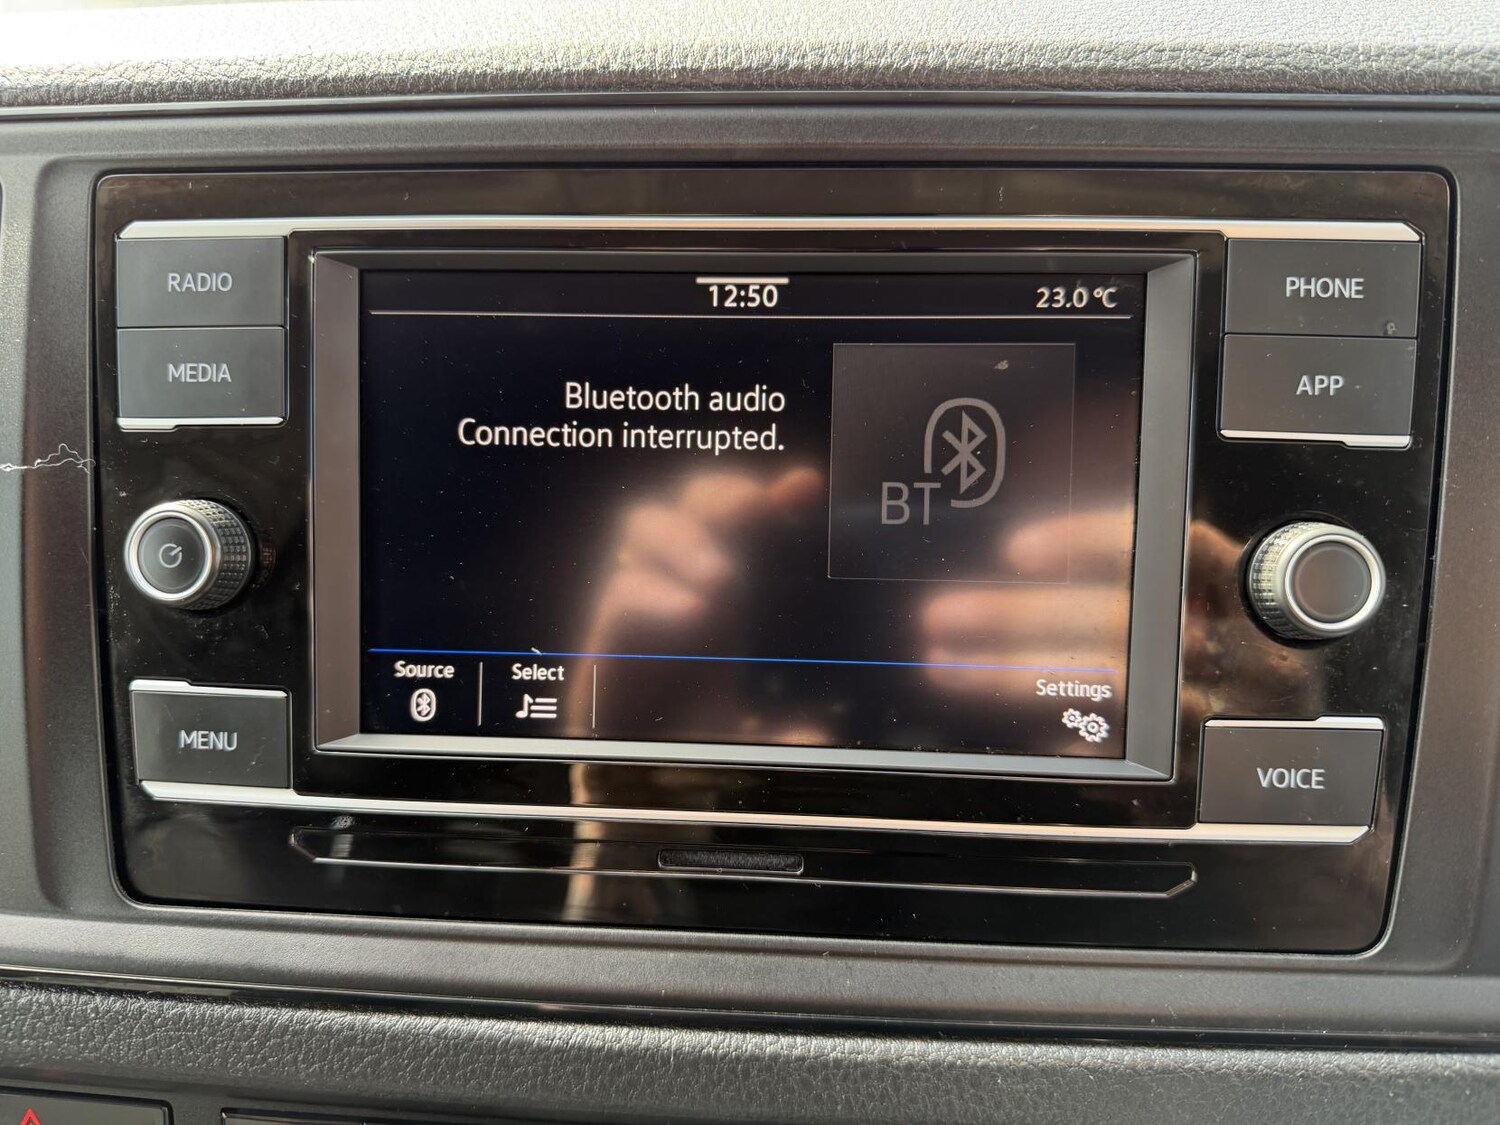 12:50
23.0 °C
RADIO
MEDIA
Bluetooth audio
Connection interrupted.
BT
PHONE
APP
Source
Select
Settings
MENU
VOICE